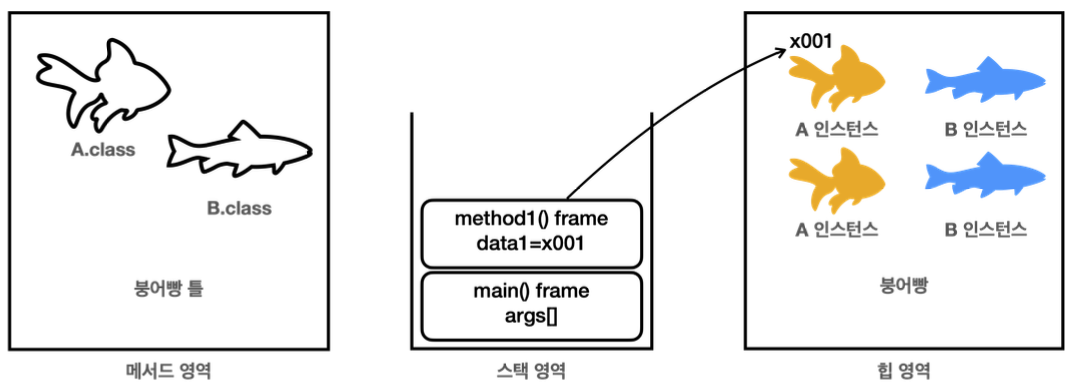 A.class
B.class
붕어빵 틀
메서드 영역
method1() frame
data1=x001
main() frame
args[]
스택 영역
x001
A 인스턴스
B 인스턴스
A 인스턴스
B 인스턴스
붕어빵
힙 영역